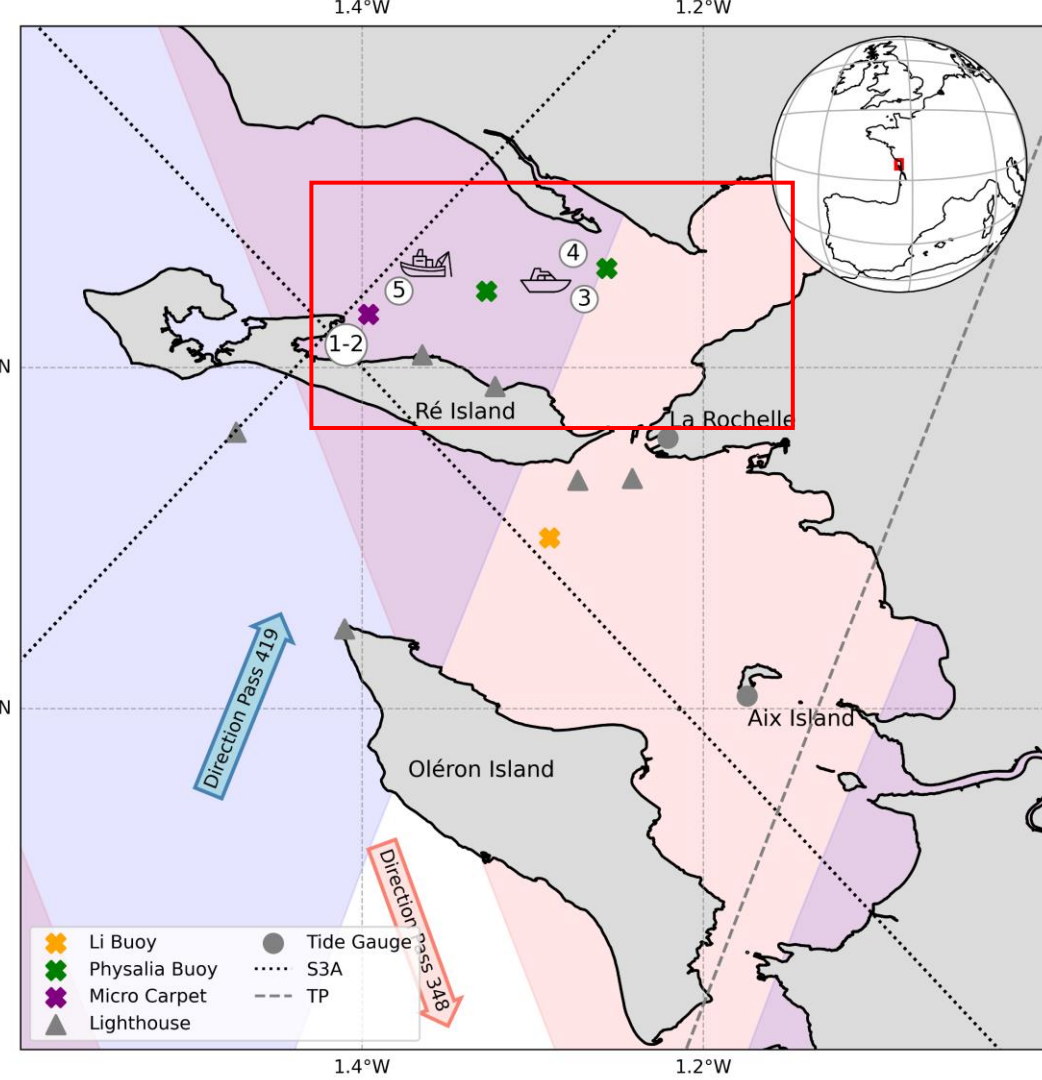 1.4°W 1.2°W
4
5
3
1-2
N
Ré Island
La Rochelle
Direction Pass 419
N
Aix Island
Oléron Island
Direction Pass 348
Li Buoy
Physalia Buoy
Micro Carpet
Lighthouse
Tide Gauge
S3A
TP
1.4°W 1.2°W